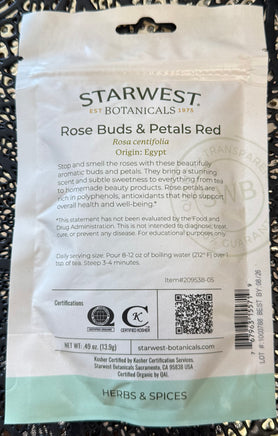 STARWEST
EST BOTANICALS 1975
Rose Buds & Petals Red
Rosa centifolia
Origin: Egypt
Stop and smell the roses with these beautifully
aromatic buds and petals. They bring a stunning
scent and subtle sweetness to everything from tea
to homemade beauty products. Rose petals are
rich in polyphenols, antioxidants that help support
overall health and well-being.*
*This statement has not been evaluated by the Food and
Drug Administration. This is not intended to diagnose, treat,
cure, or prevent any disease. For educational purposes only.
Daily serving size: Pour 8-12 oz of boiling water (212° F) over 1
tsp of tea. Steep 3-4 minutes.
Item#209538-05
Certifications
CERTIFIED KOSHER
NET WT. .49 oz. (13.9g)
starwest-botanicals.com
Kosher Certified by Kosher Certification Services.
Starwest Botanicals Sacramento, CA 95838 USA
Certified Organic by QAI.
HERBS & SPICES
TRANSPARENCY
SWB
GUARANTEED
BEST BY 08/26